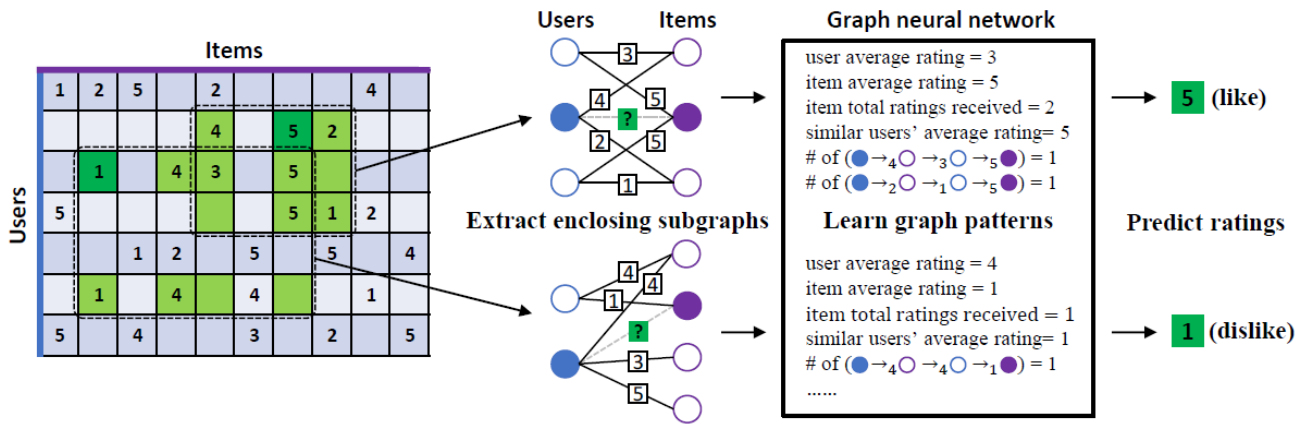 Items
Users
1 2 5 2 4
4 5 2
1 4 3 5
5 5 1 2
1 2 5 5 4
1 4 4 1
5 4 3 2 5
Users Items
3
4 5
?
2 5
1
Extract enclosing subgraphs
4
4
1
?
3
5
Graph neural network
user average rating = 3
item average rating = 5
item total ratings received = 2
similar users’ average rating= 5
# of (→4 →3 →5 ) = 1
# of (→2 →1 →5 ) = 1
Learn graph patterns
user average rating = 4
item average rating = 1
item total ratings received = 1
similar users’ average rating= 1
# of (→4 →4 →1 ) = 1
......
5 (like)
Predict ratings
1 (dislike)